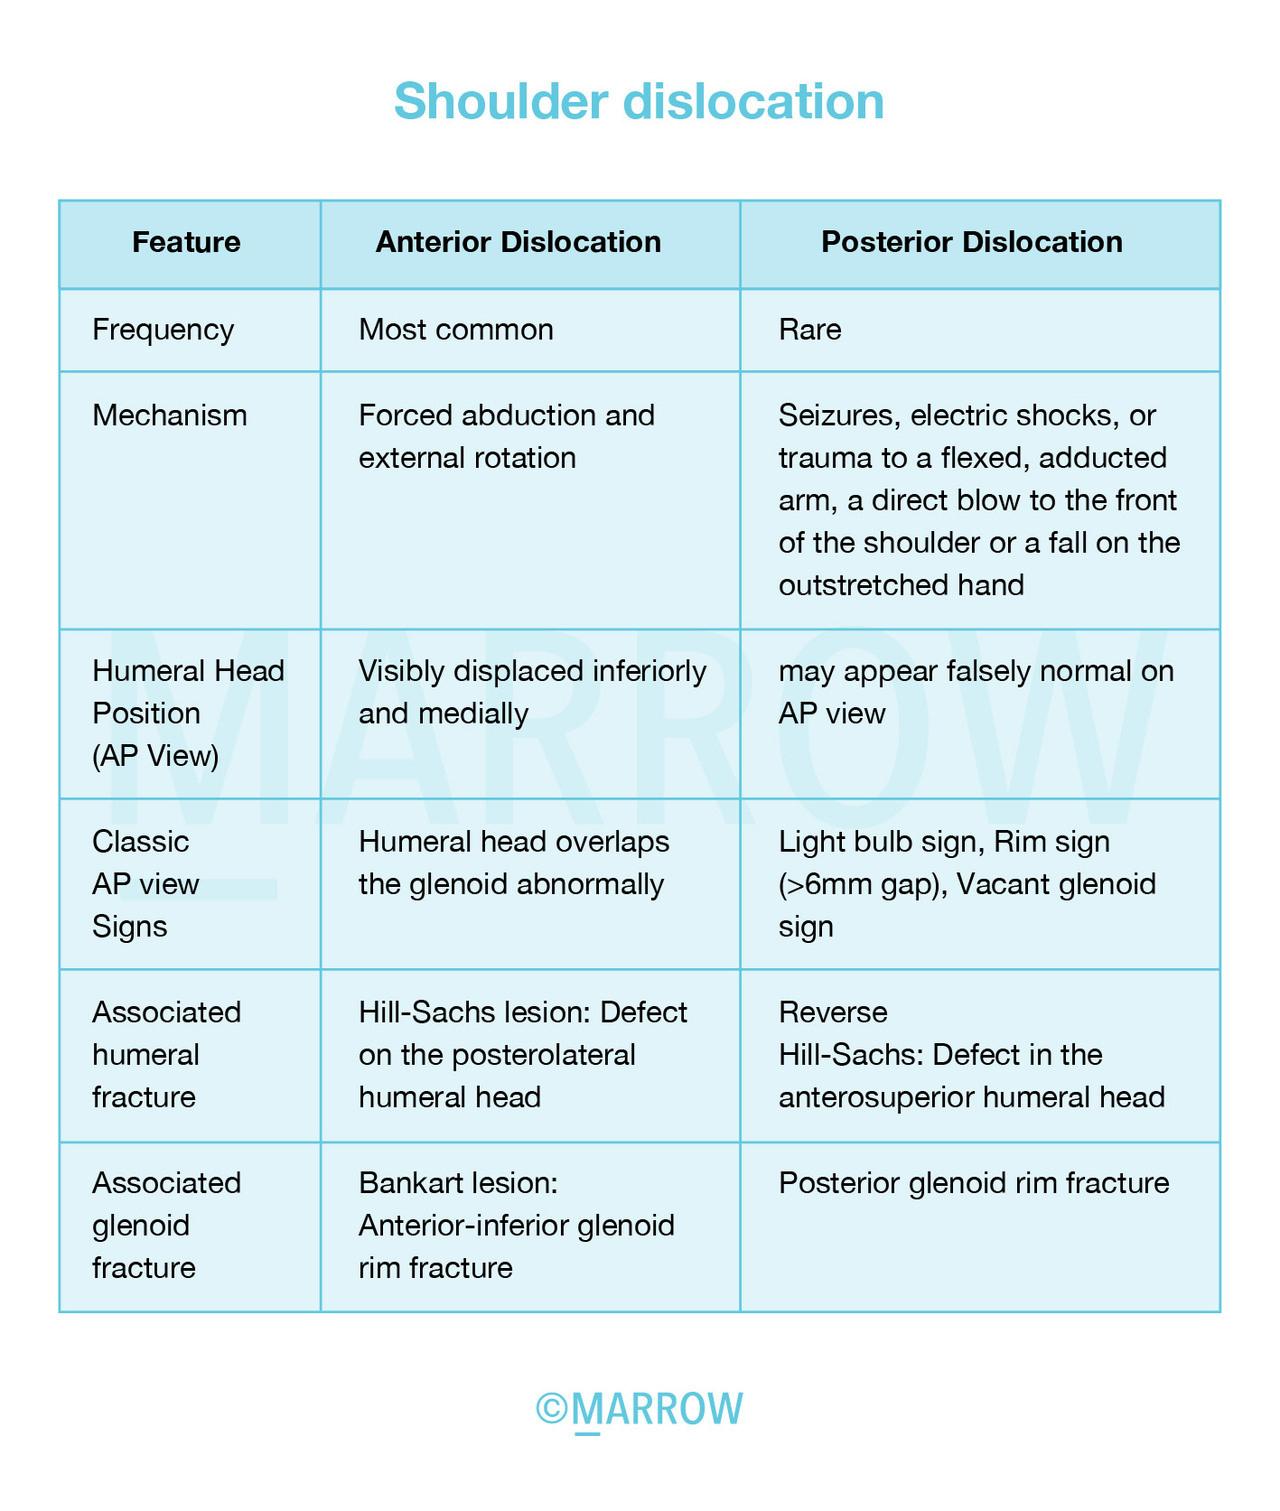 Shoulder dislocation
Feature
Anterior Dislocation
Posterior Dislocation
Frequency
Most common
Rare
Mechanism
Forced abduction and
external rotation
Seizures, electric shocks, or
trauma to a flexed, adducted
arm, a direct blow to the front
of the shoulder or a fall on the
outstretched hand
Humeral Head
Position
(AP View)
Visibly displaced inferiorly
and medially
may appear falsely normal on
AP view
Classic
AP view
Signs
Humeral head overlaps
the glenoid abnormally
Light bulb sign, Rim sign
(>6mm gap), Vacant glenoid
sign
Associated
humeral
fracture
Hill-Sachs lesion: Defect
on the posterolateral
humeral head
Reverse
Hill-Sachs: Defect in the
anterosuperior humeral head
Associated
glenoid
fracture
Bankart lesion:
Anterior-inferior glenoid
rim fracture
Posterior glenoid rim fracture
MARROW
©MARROW